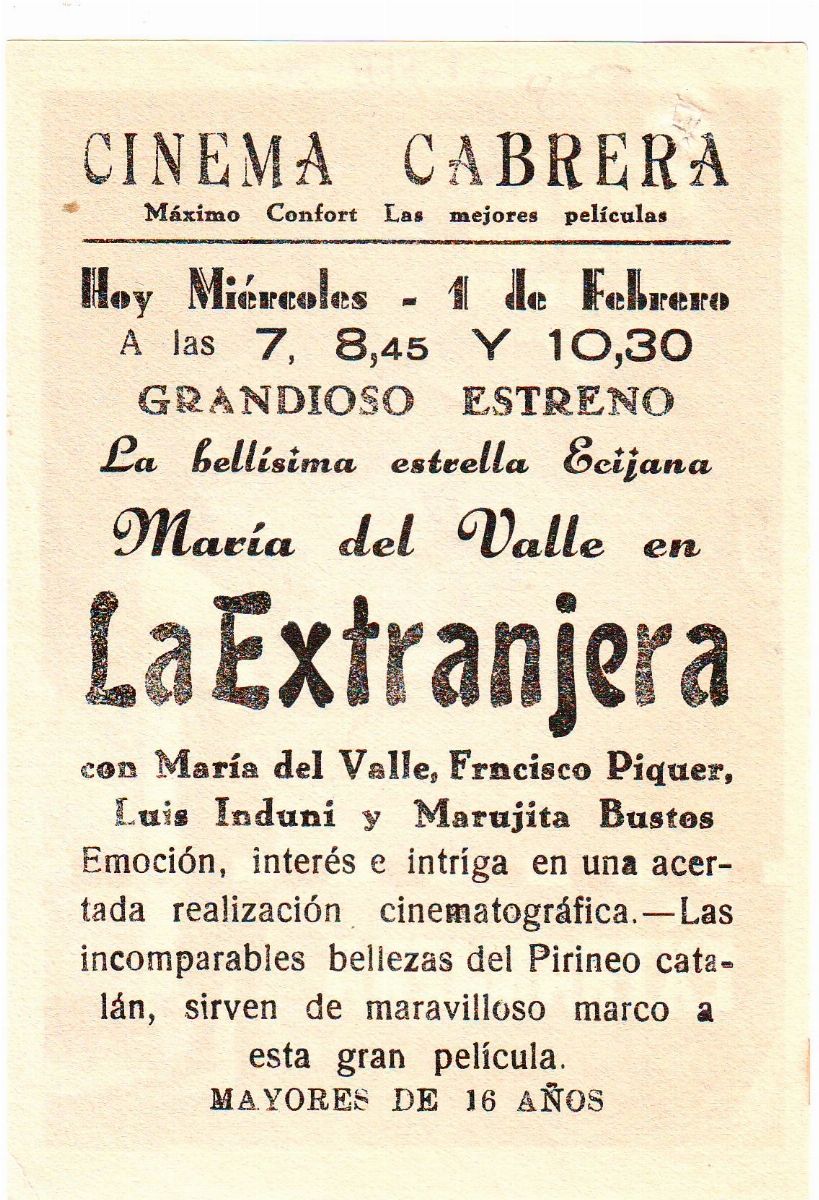 CINEMA CABRERA
Máximo Confort Las mejores películas
Hoy Miércoles - 1 de Febrero
A las 7, 8,45 Y 10,30
GRANDIOSO ESTRENO
La bellísima estrella Ecijana
María del Valle en
La Extranjera
con María del Valle, Frncisco Piquer,
Luis Induni y Marujita Bustos
Emoción, interés e intríga en una acer-
tada realización cinematográfica.—Las
incomparables bellezas del Pirineo cata-
lán, sirven de maravilloso marco a
esta gran película.
MAYORES DE 16 AÑOS